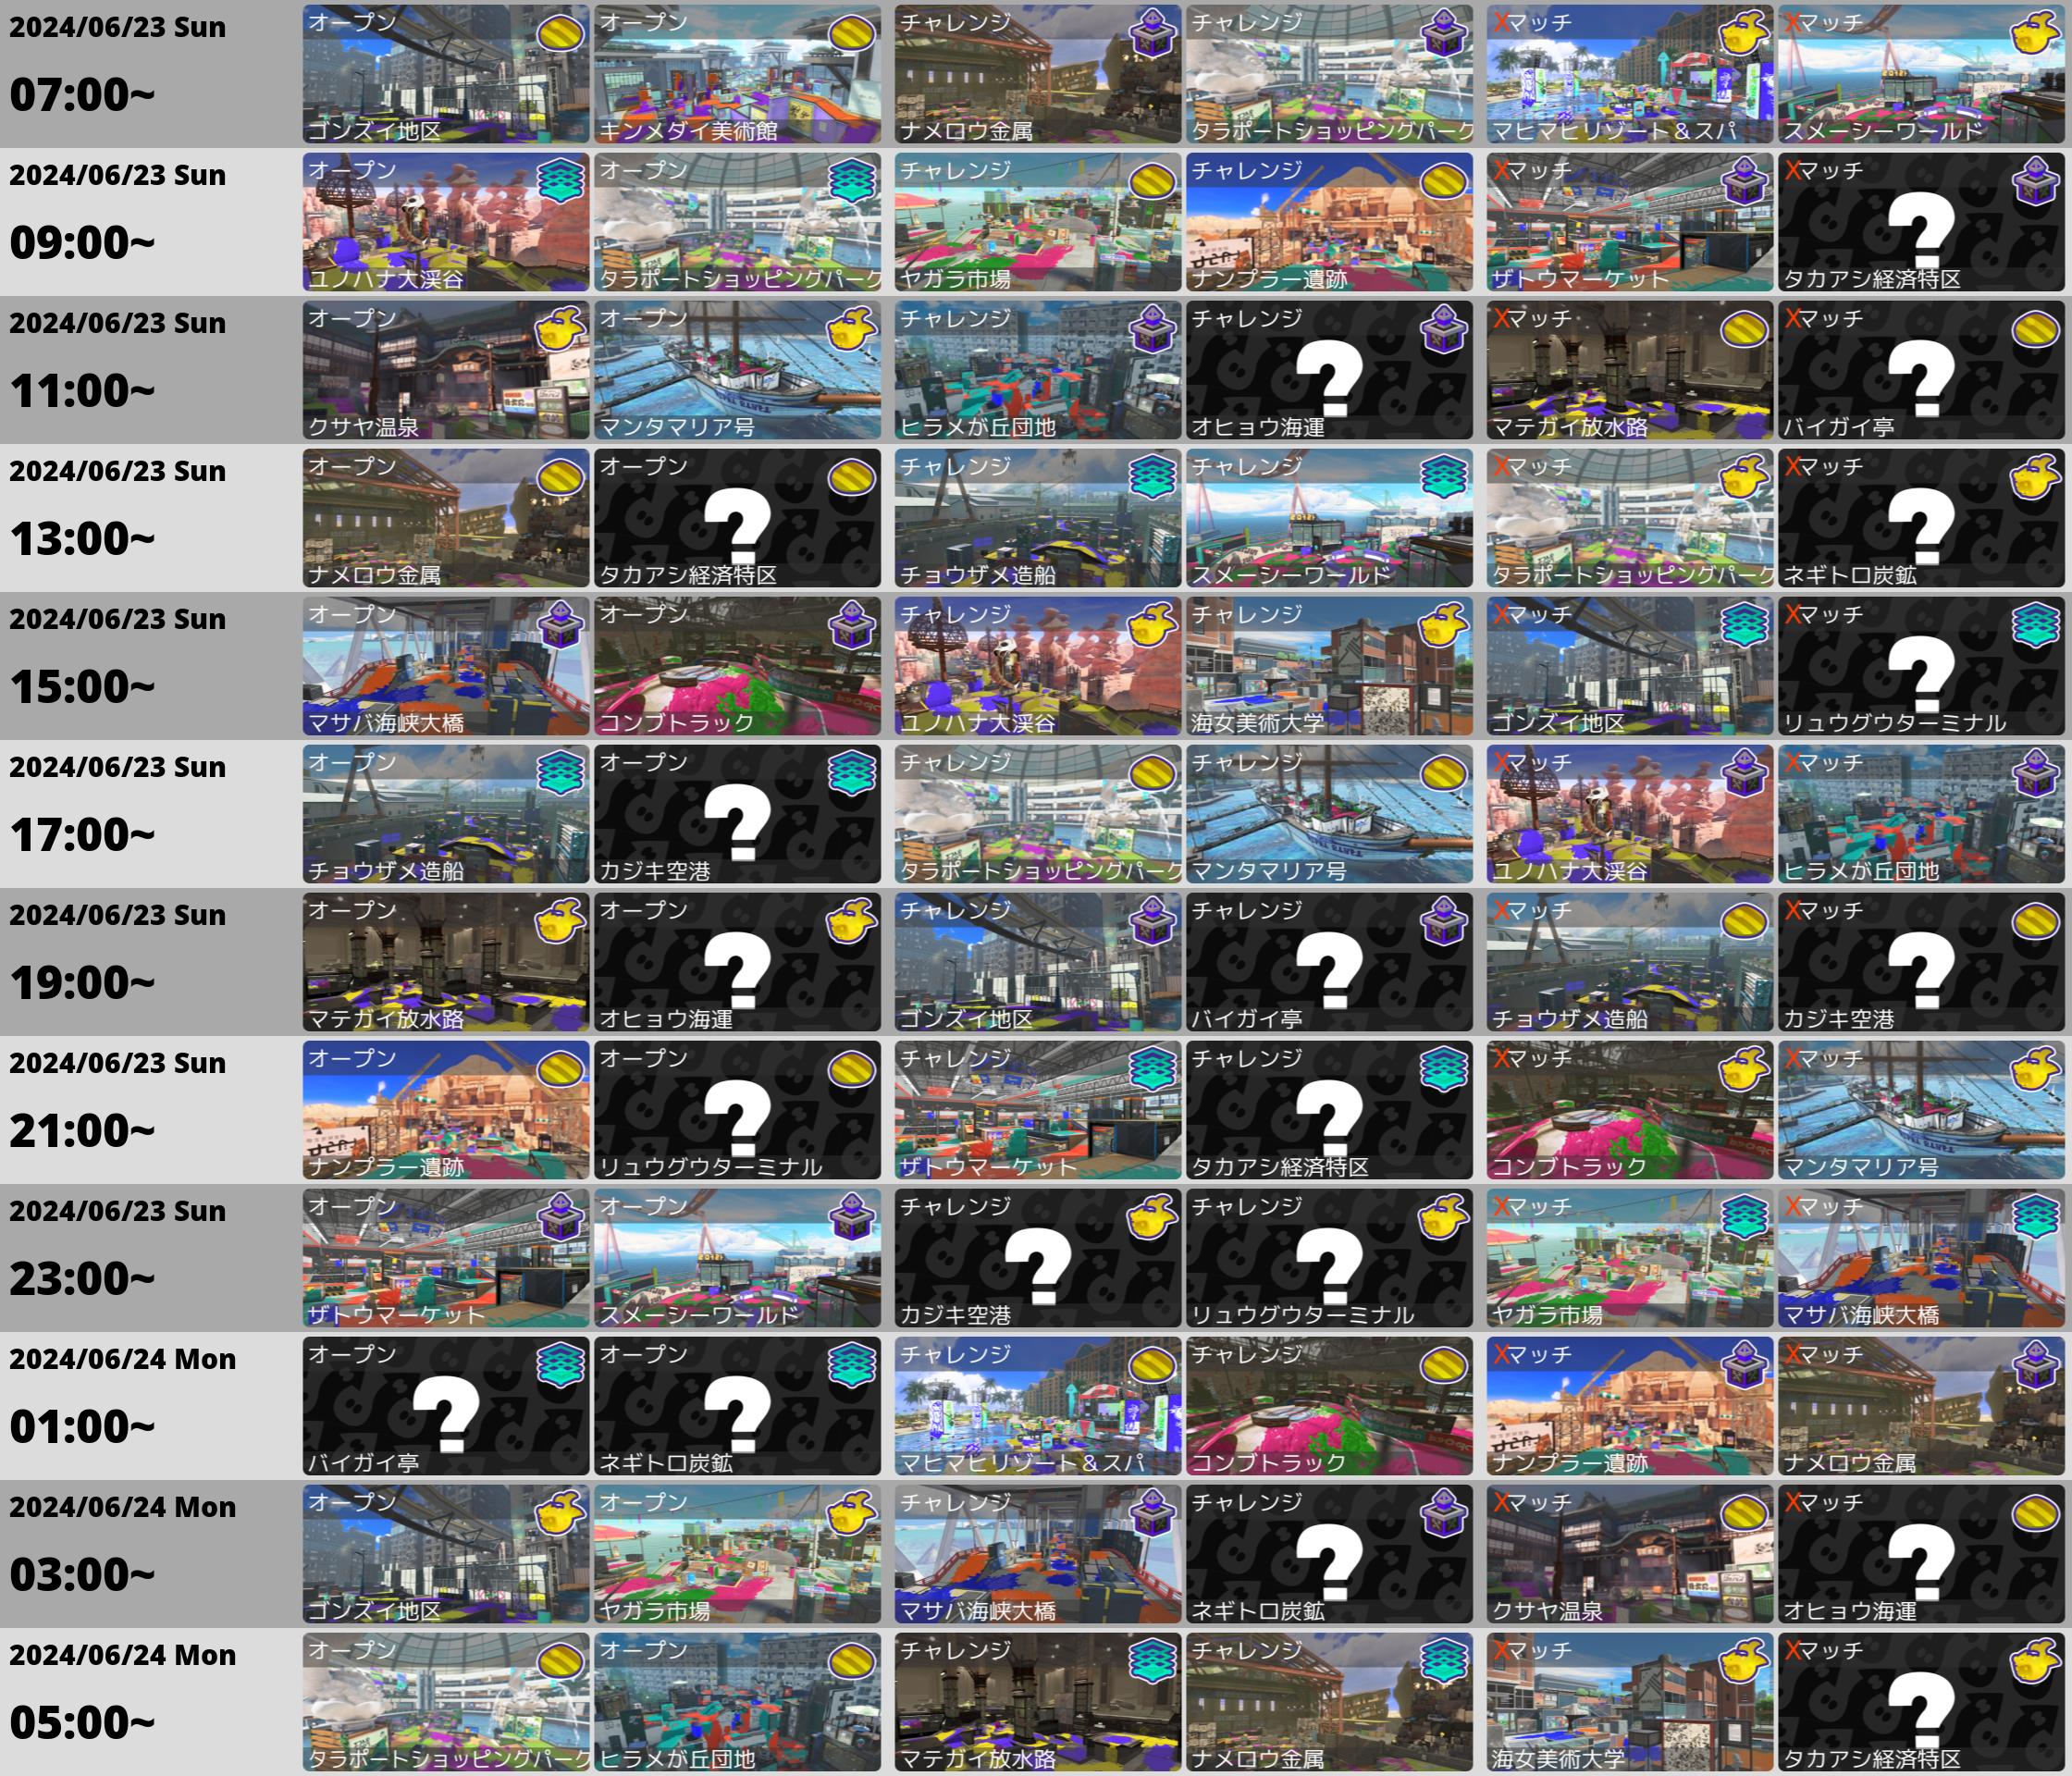 2024/06/23 Sun
07:00~
オープン
ゴンズイ地区
オープン
キンメダイ美術館
チャレンジ
ナメロウ金属
チャレンジ
タラポートショッピングパーク
Xマッチ
マヒマヒリゾート＆スパ
Xマッチ
スメーシーワールド
2024/06/23 Sun
09:00~
オープン
ユノハナ大渓谷
オープン
タラポートショッピングパーク
チャレンジ
ヤガラ市場
チャレンジ
ナンプラー遺跡
Xマッチ
ザトウマーケット
Xマッチ
?
タカアシ経済特区
2024/06/23 Sun
11:00~
オープン
クサヤ温泉
オープン
マンタマリア号
チャレンジ
ヒラメが丘団地
チャレンジ
?
オヒョウ海運
Xマッチ
マテガイ放水路
Xマッチ
?
バイガイ亭
2024/06/23 Sun
13:00~
オープン
ナメロウ金属
オープン
?
タカアシ経済特区
チャレンジ
チョウザメ造船
チャレンジ
スメーシーワールド
Xマッチ
タラポートショッピングパーク
Xマッチ
?
ネギトロ炭鉱
2024/06/23 Sun
15:00~
オープン
マサバ海峡大橋
オープン
コンブトラック
チャレンジ
ユノハナ大渓谷
チャレンジ
海女美術大学
Xマッチ
ゴンズイ地区
Xマッチ
?
リュウグウターミナル
2024/06/23 Sun
17:00~
オープン
チョウザメ造船
オープン
?
カジキ空港
チャレンジ
タラポートショッピングパーク
チャレンジ
マンタマリア号
Xマッチ
ユノハナ大渓谷
Xマッチ
ヒラメが丘団地
2024/06/23 Sun
19:00~
オープン
マテガイ放水路
オープン
?
オヒョウ海運
チャレンジ
ゴンズイ地区
チャレンジ
?
バイガイ亭
Xマッチ
チョウザメ造船
Xマッチ
?
カジキ空港
2024/06/23 Sun
21:00~
オープン
ナンプラー遺跡
オープン
?
リュウグウターミナル
チャレンジ
ザトウマーケット
チャレンジ
?
タカアシ経済特区
Xマッチ
コンブトラック
Xマッチ
マンタマリア号
2024/06/23 Sun
23:00~
オープン
ザトウマーケット
オープン
スメーシーワールド
チャレンジ
?
カジキ空港
チャレンジ
?
リュウグウターミナル
Xマッチ
ヤガラ市場
Xマッチ
マサバ海峡大橋
2024/06/24 Mon
01:00~
オープン
?
バイガイ亭
オープン
?
ネギトロ炭鉱
チャレンジ
マヒマヒリゾート＆スパ
チャレンジ
コンブトラック
Xマッチ
ナンプラー遺跡
Xマッチ
ナメロウ金属
2024/06/24 Mon
03:00~
オープン
ゴンズイ地区
オープン
ヤガラ市場
チャレンジ
マサバ海峡大橋
チャレンジ
?
ネギトロ炭鉱
Xマッチ
クサヤ温泉
Xマッチ
?
オヒョウ海運
2024/06/24 Mon
05:00~
オープン
タラポートショッピングパーク
オープン
ヒラメが丘団地
チャレンジ
マテガイ放水路
チャレンジ
ナメロウ金属
Xマッチ
海女美術大学
Xマッチ
?
タカアシ経済特区